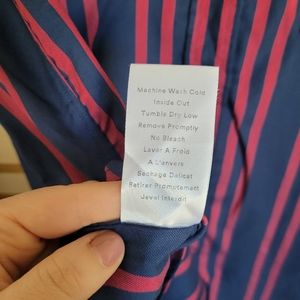 Machine Wash Cold
Inside Out
Tumble Dry Low
Remove Promptly
No Bleach
Laver A Froid
A L'envers
Sechage Delicat
Retirer Promptement
Javel Interdit